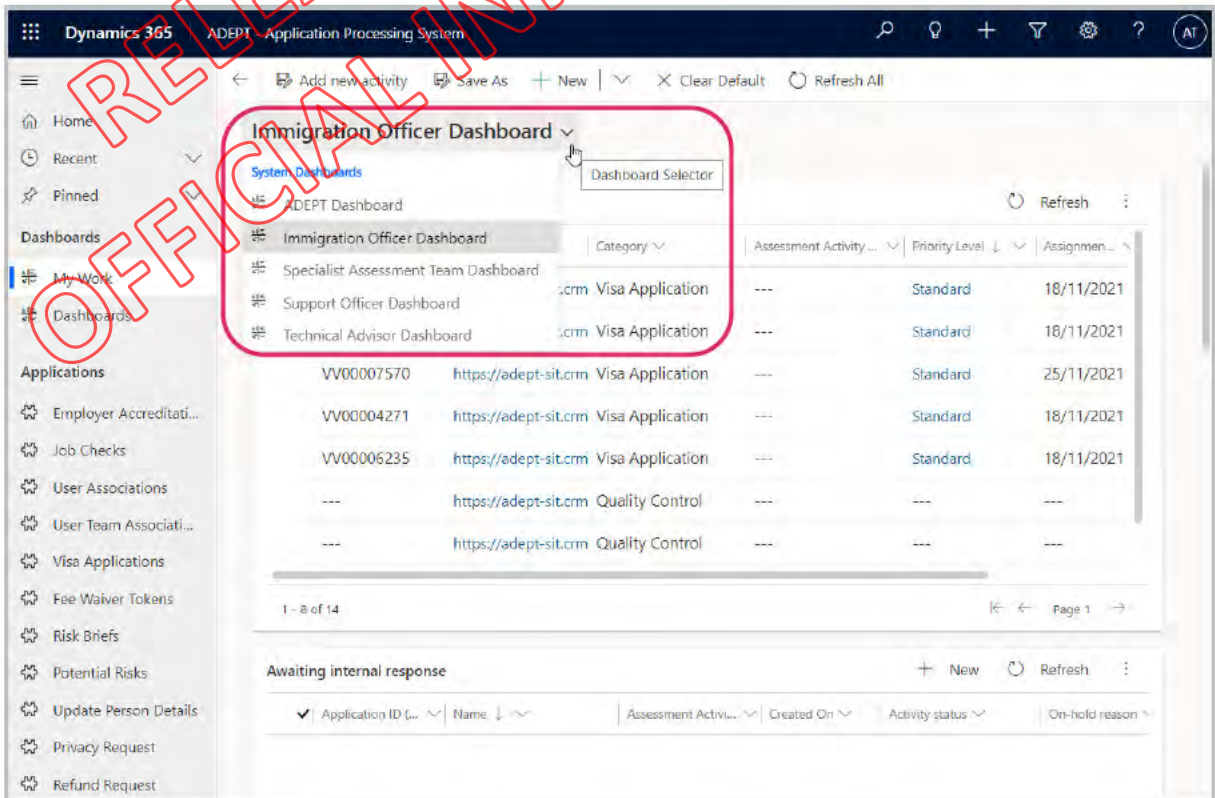 Dynamics 365 ADEPT - Application Processing System ? AT
Add new activity Save As New Clear Default Refresh All
Home
Recent
Pinned
Dashboards
My Work
Dashboards
Applications
Employer Accreditati...
Job Checks
User Associations
User Team Associati...
Visa Applications
Fee Waiver Tokens
Risk Briefs
Potential Risks
Update Person Details
Privacy Request
Refund Request
Immigration Officer Dashboard
Dashboard Selector
System Dashboards
ADEPT Dashboard
Immigration Officer Dashboard
Specialist Assessment Team Dashboard
Support Officer Dashboard
Technical Advisor Dashboard
Refresh
Category Assessment Activity ... Priority Level Assignmen...
.crm Visa Application --- Standard 18/11/2021
.crm Visa Application --- Standard 18/11/2021
VV00007570 https://adept-sit.crm Visa Application --- Standard 25/11/2021
VV00004271 https://adept-sit.crm Visa Application --- Standard 18/11/2021
VV00006235 https://adept-sit.crm Visa Application --- Standard 18/11/2021
--- https://adept-sit.crm Quality Control --- --- ---
--- https://adept-sit.crm Quality Control --- --- ---
1 - 8 of 14 Page 1
Awaiting internal response New Refresh
Application ID (... Name Assessment Activi... Created On Activity status On-hold reason
OFFICIAL